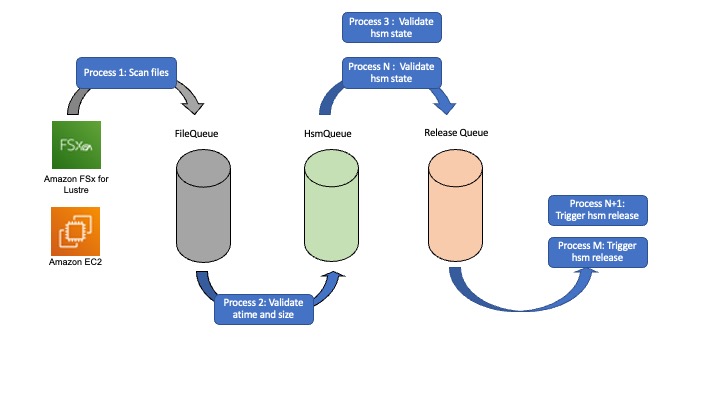 Process 3 : Validate
hsm state
Process 1: Scan files
Process N : Validate
hsm state
FileQueue
HsmQueue
Release Queue
FSx
Amazon FSx for
Lustre
Amazon EC2
Process N+1:
Trigger hsm release
Process M: Trigger
hsm release
Process 2: Validate
atime and size